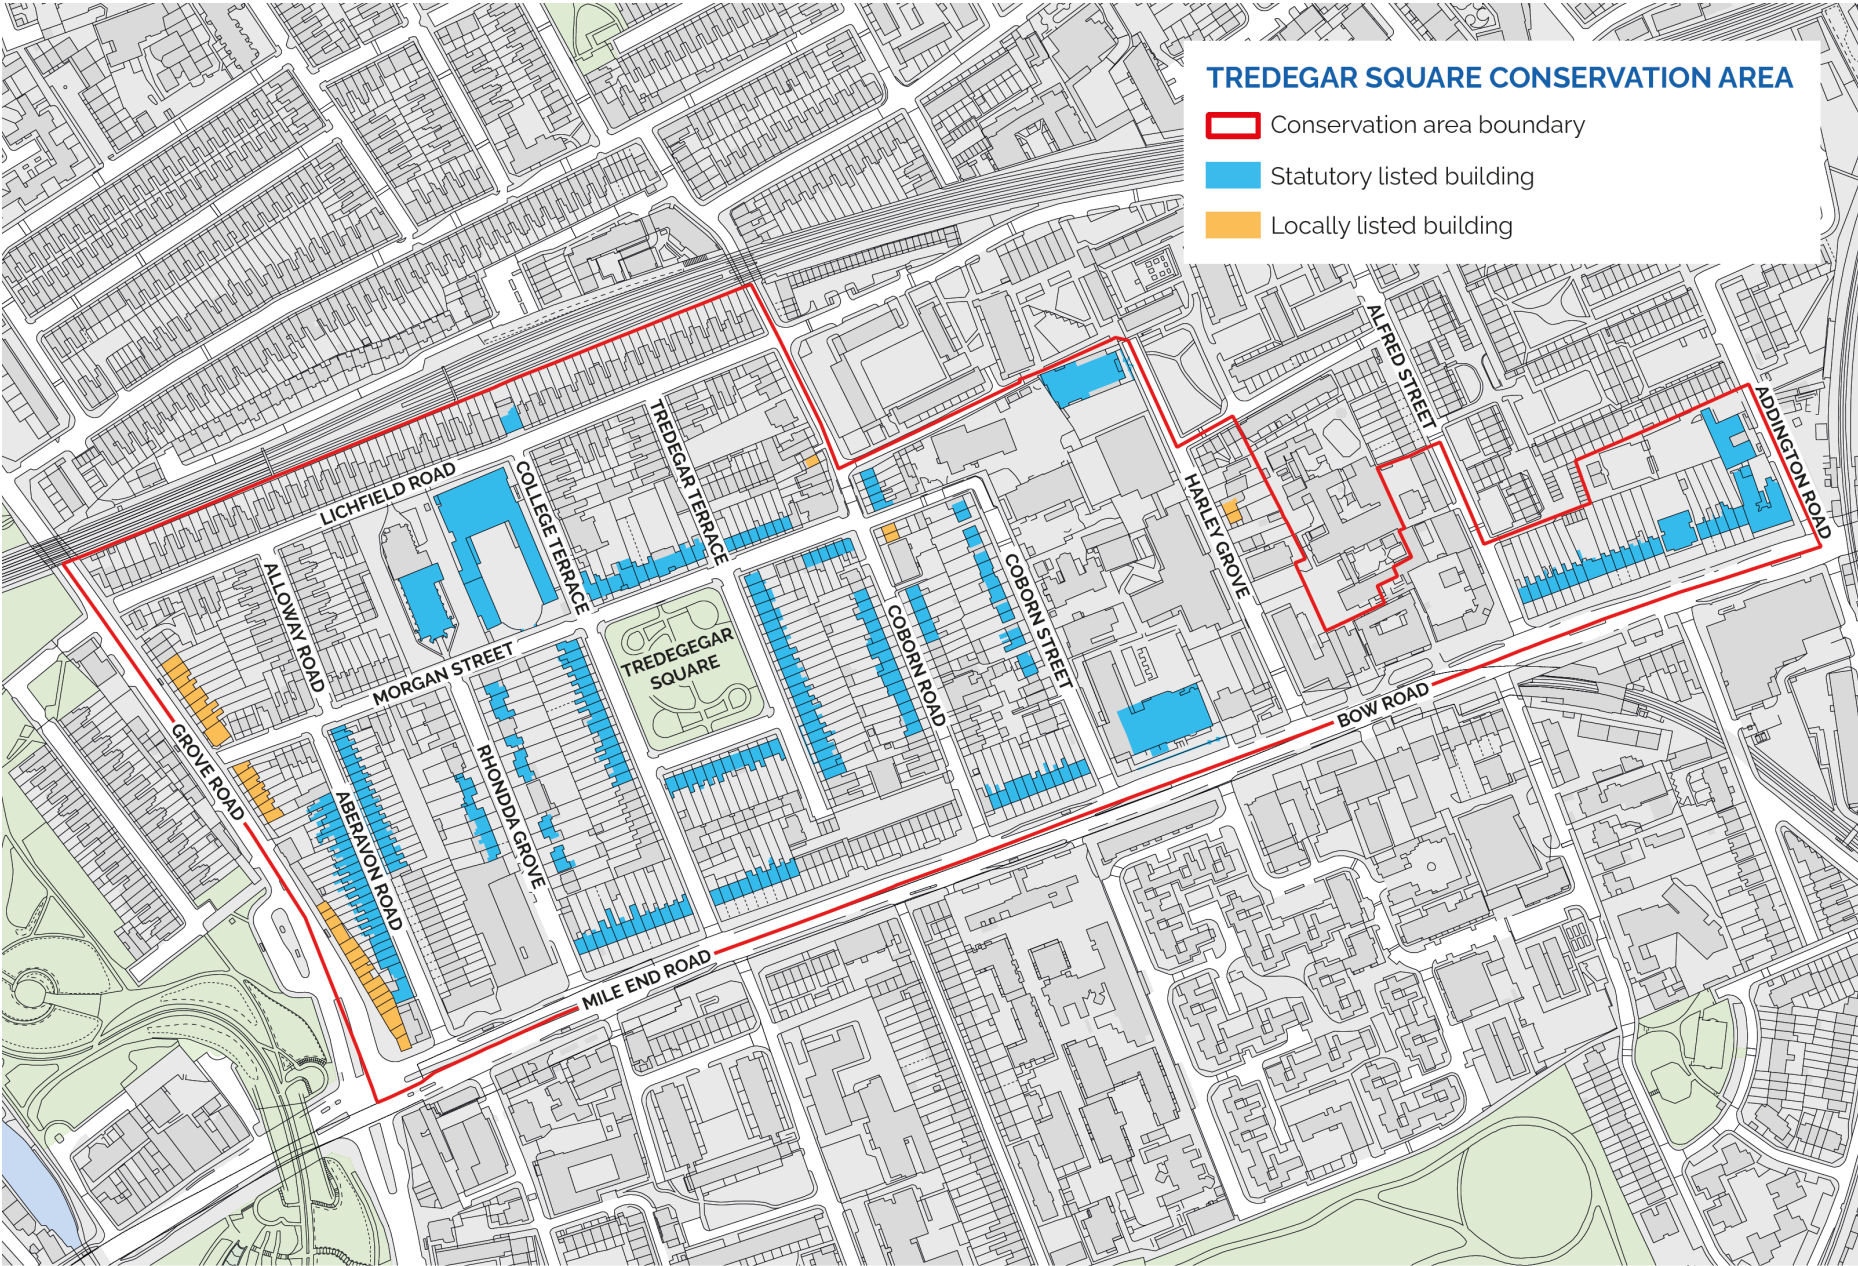 TREDEGAR SQUARE CONSERVATION AREA
Conservation area boundary
Statutory listed building
Locally listed building
ALFRED STREET
ADDINGTON ROAD
TREDEGAR TERRACE
LICHFIELD ROAD
COLLEGE TERRACE
HARLEY GROVE
ALLOWAY ROAD
COBORN STREET
COBORN ROAD
MORGAN STREET
TREDEGEGAR
SQUARE
GROVE ROAD
RHONDDA GROVE
ABERAVON ROAD
BOW ROAD
MILE END ROAD